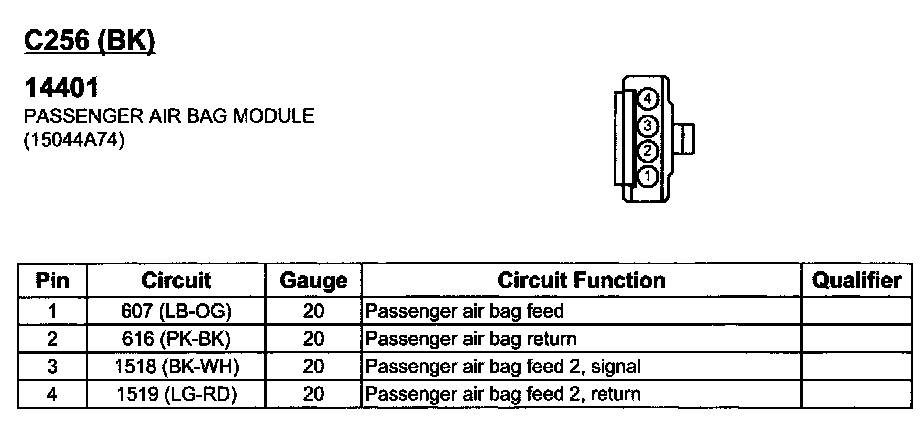 C256 (BK)
14401
PASSENGER AIR BAG MODULE
(15044A74)
4
3
2
1
Pin Circuit Gauge Circuit Function Qualifier
1 607 (LB-OG) 20 Passenger air bag feed
2 616 (PK-BK) 20 Passenger air bag return
3 1518 (BK-WH) 20 Passenger air bag feed 2, signal
4 1519 (LG-RD) 20 Passenger air bag feed 2, return